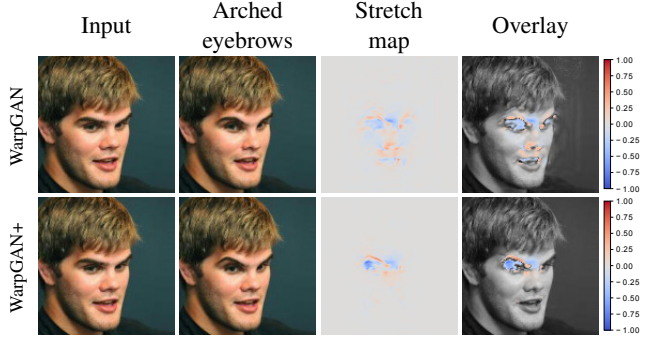 Input
Arched
eyebrows
Stretch
map
Overlay
WarpGAN
1.00
0.75
0.50
0.25
0.00
− 0.25
− 0.50
− 0.75
− 1.00
WarpGAN+
1.00
0.75
0.50
0.25
0.00
− 0.25
− 0.50
− 0.75
− 1.00